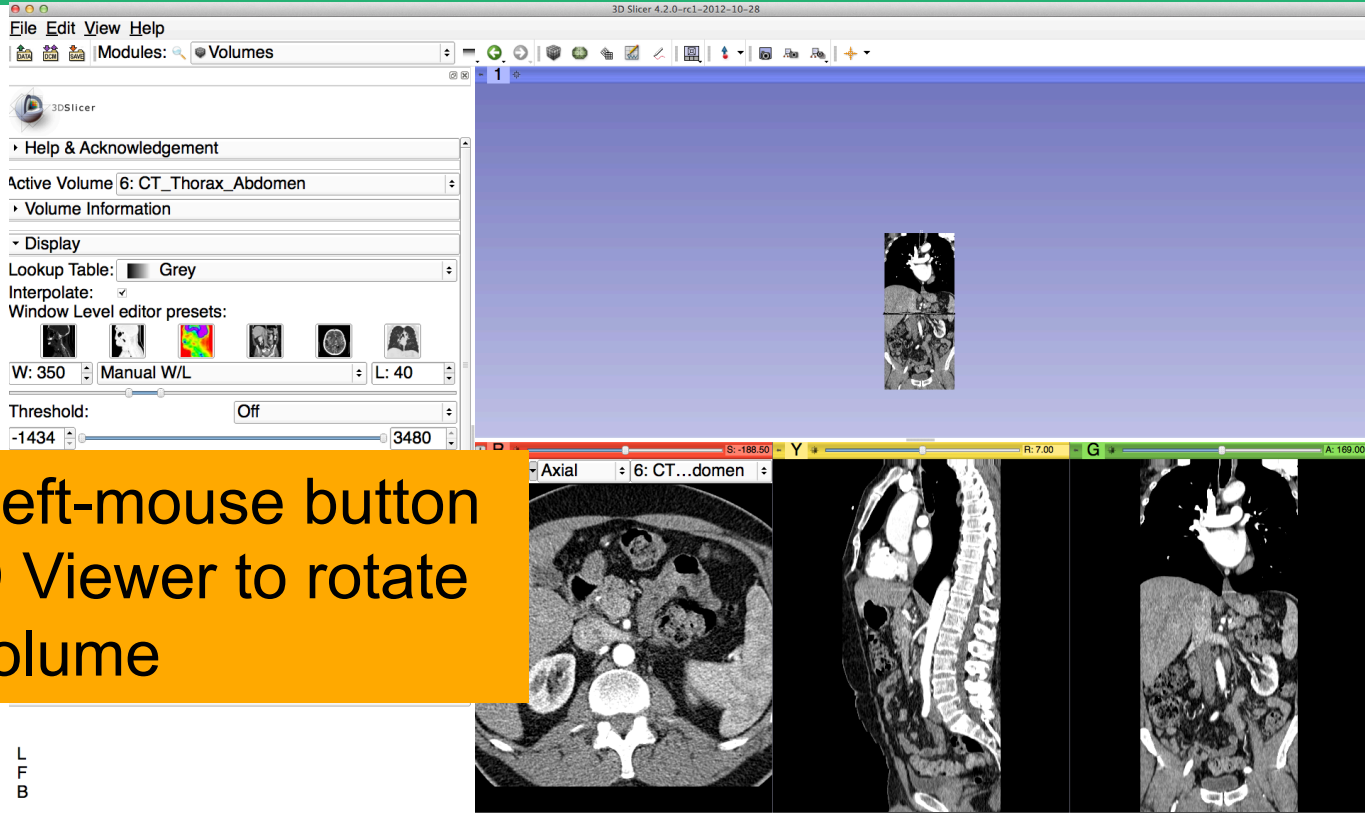 3D Slicer 4.2.0-rc1-2012-10-28
File Edit View Help
DATA DCM SAVE Modules: Volumes
1
3DSlicer
Help & Acknowledgement
Active Volume 6: CT_Thorax_Abdomen
Volume Information
Display
Lookup Table: Grey
Interpolate:
Window Level editor presets:
W: 350 Manual W/L L: 40
Threshold: Off
-1434 3480
R S: -188.50 Y R: 7.00 G A: 169.00
Axial 6: CT...domen
eft-mouse button
Viewer to rotate
olume
L
F
B